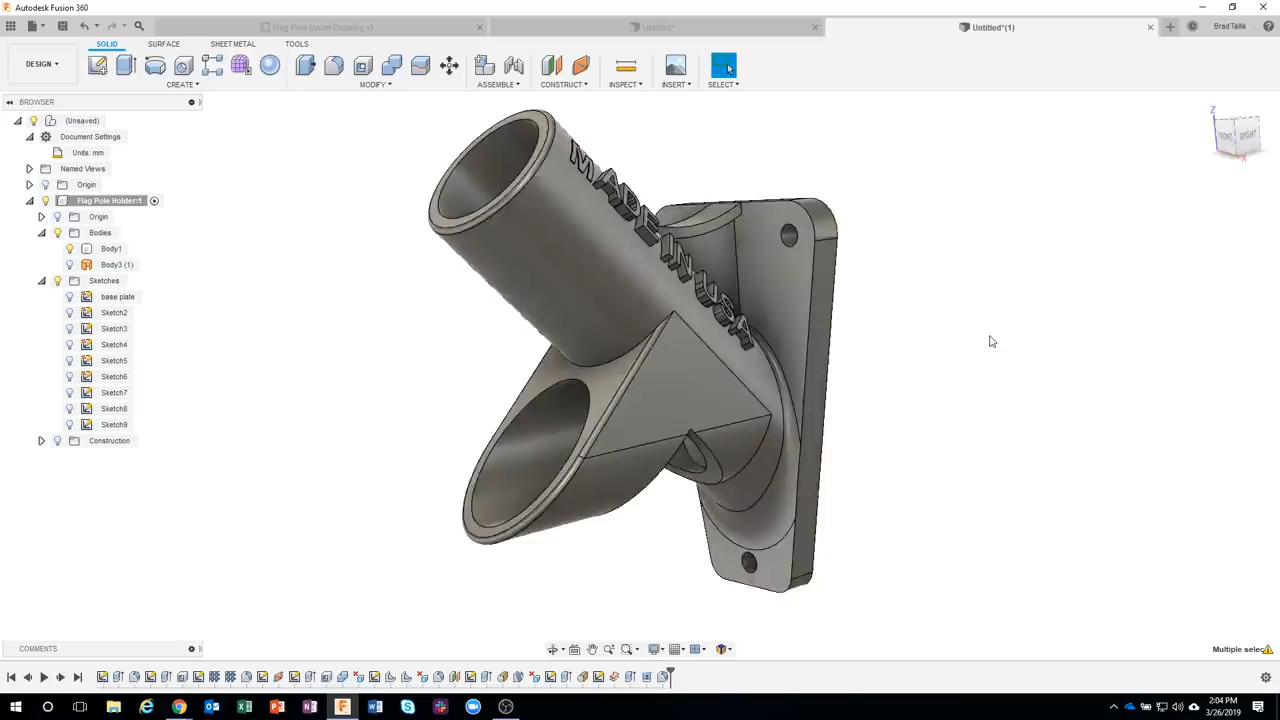 Autodesk Fusion 360
Flag Pole Mount Drawing v3
Untitled*
Untitled*(1)
Brad Tallis
SOLID SURFACE SHEET METAL TOOLS
DESIGN
CREATE MODIFY ASSEMBLE CONSTRUCT INSPECT INSERT SELECT
BROWSER
(Unsaved)
Document Settings
Units: mm
Named Views
Origin
Flag Pole Holder:1
Origin
Bodies
Body1
Body3 (1)
Sketches
base plate
Sketch2
Sketch3
Sketch4
Sketch5
Sketch6
Sketch7
Sketch8
Sketch9
Construction
MADE IN USA
Z
FRONT RIGHT
X
COMMENTS
Multiple selec
2:04 PM
3/26/2019